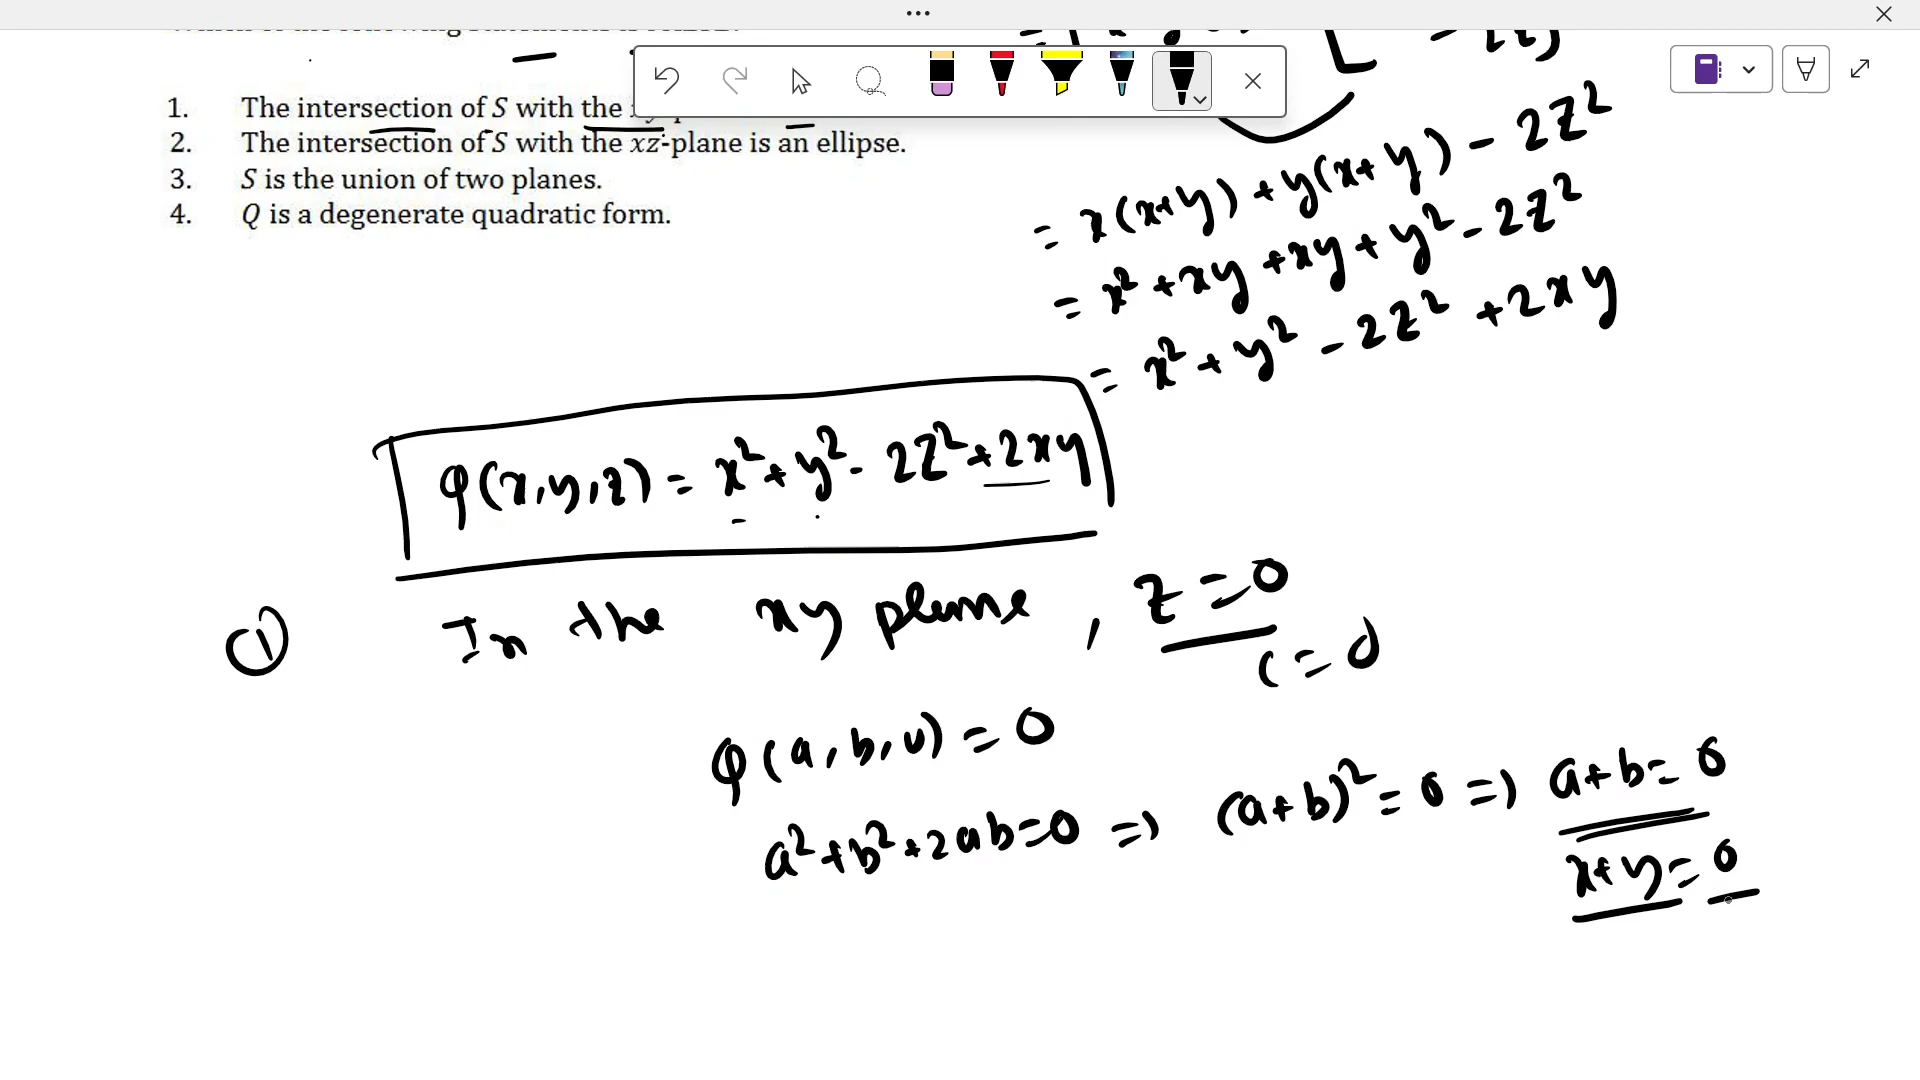 1. The intersection of S with the
2. The intersection of S with the xz-plane is an ellipse.
3. S is the union of two planes.
4. Q is a degenerate quadratic form.
= x(x+y) + y(x+y) - 2z²
= x² + xy + xy + y² - 2z²
= x² + y² - 2z² + 2xy
φ(x,y,z) = x² + y² - 2z² + 2xy
① In the xy plane, z = 0
c = 0
φ(a, b, 0) = 0
a² + b² + 2ab = 0 => (a+b)² = 0 => a+b = 0
x+y = 0